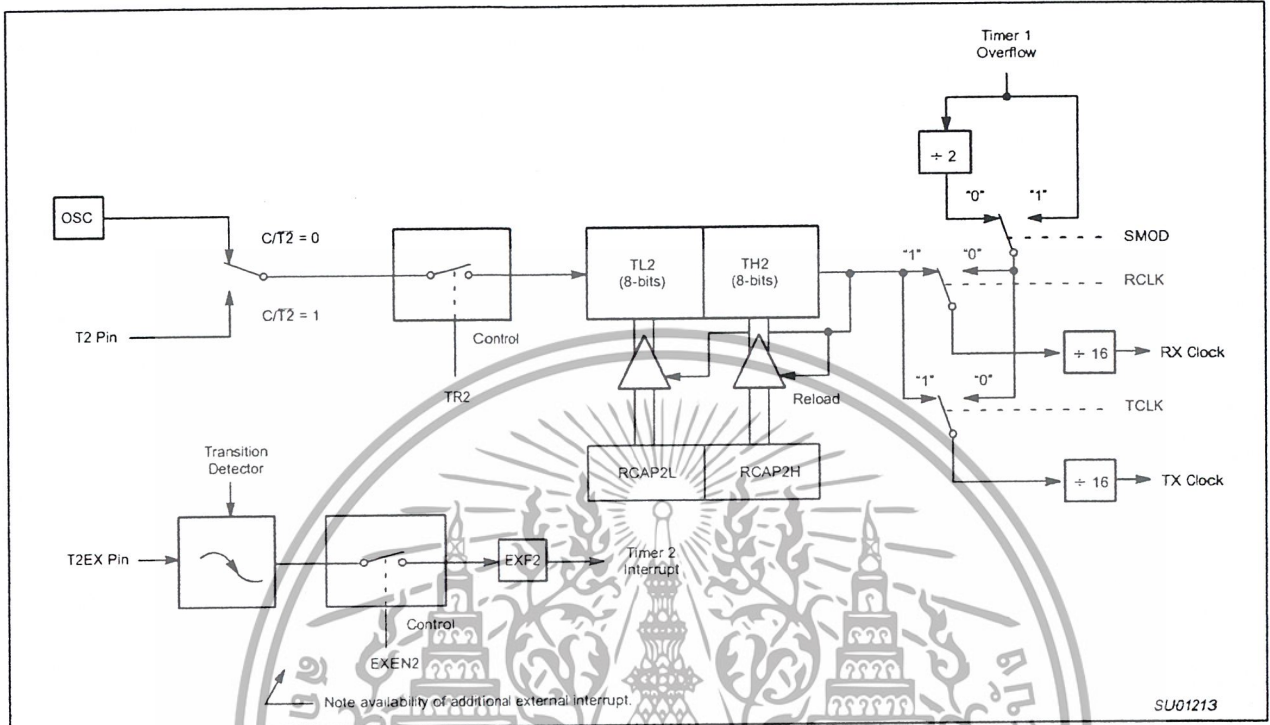 Timer 1
Overflow
÷ 2
"0"
"1"
OSC
C/T2 = 0
SMOD
TL2
(8-bits)
TH2
(8-bits)
"1"
"0"
RCLK
C/T2 = 1
T2 Pin
Control
÷ 16
RX Clock
TR2
Reload
"1"
"0"
TCLK
Transition
Detector
RCAP2L
RCAP2H
÷ 16
TX Clock
T2EX Pin
EXF2
Timer 2
Interrupt
Control
EXEN2
Note availability of additional external interrupt.
SU01213